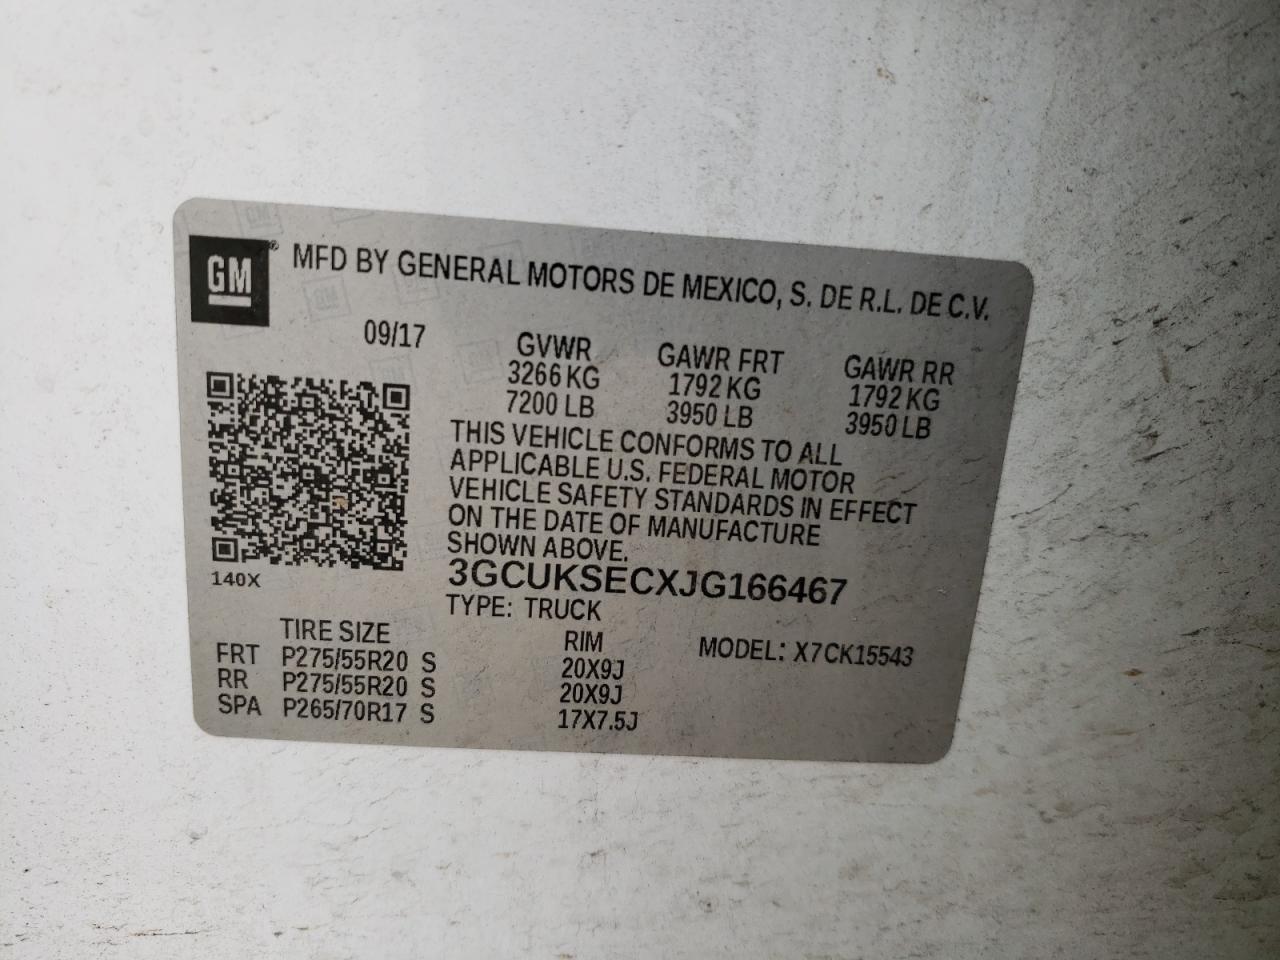 GM® MFD BY GENERAL MOTORS DE MEXICO, S. DE R.L. DE C.V.
09/17 GVWR GAWR FRT GAWR RR
3266 KG 1792 KG 1792 KG
7200 LB 3950 LB 3950 LB
THIS VEHICLE CONFORMS TO ALL
APPLICABLE U.S. FEDERAL MOTOR
VEHICLE SAFETY STANDARDS IN EFFECT
ON THE DATE OF MANUFACTURE
SHOWN ABOVE.
140X 3GCUKSECXJG166467
TYPE: TRUCK
TIRE SIZE RIM MODEL: X7CK15543
FRT P275/55R20 S 20X9J
RR P275/55R20 S 20X9J
SPA P265/70R17 S 17X7.5J